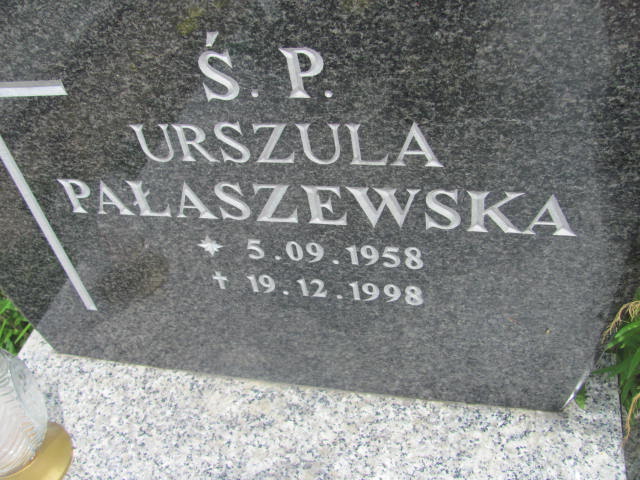 Ś. P.
URSZULA
PAŁASZEWSKA
* 5.09.1958
✝ 19.12.1998